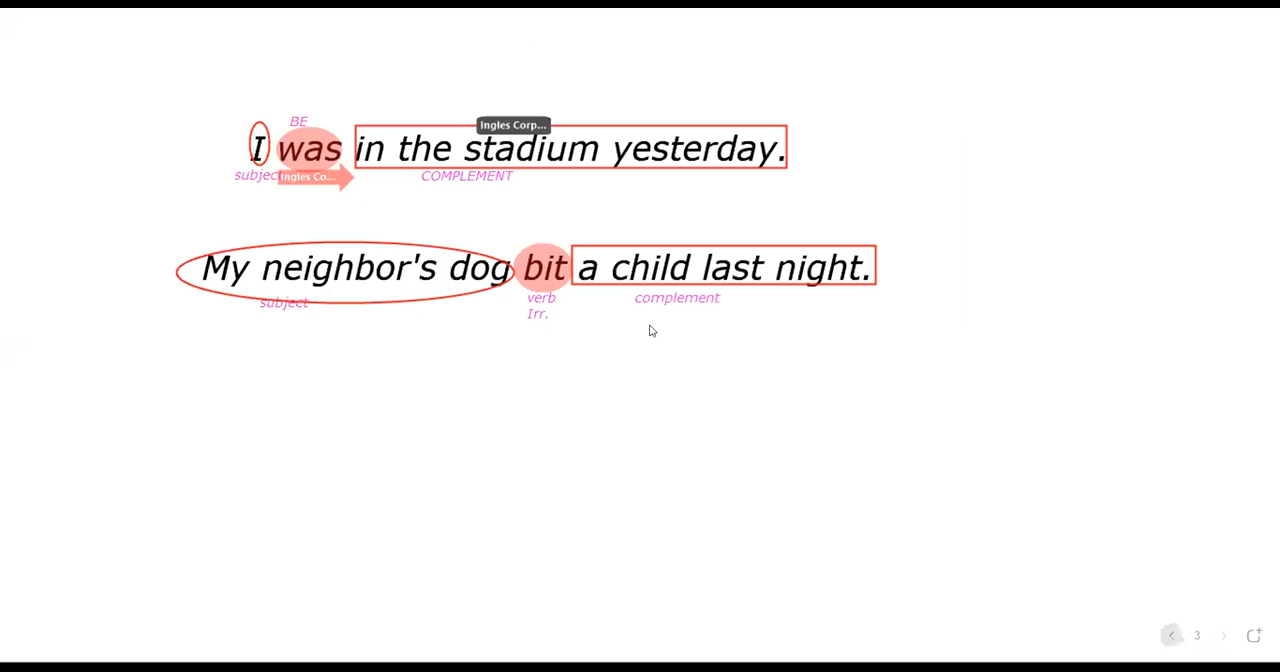 BE
Ingles Corp...
I was in the stadium yesterday.
subject Ingles Co... COMPLEMENT
My neighbor's dog bit a child last night.
subject verb complement
Irr.
3